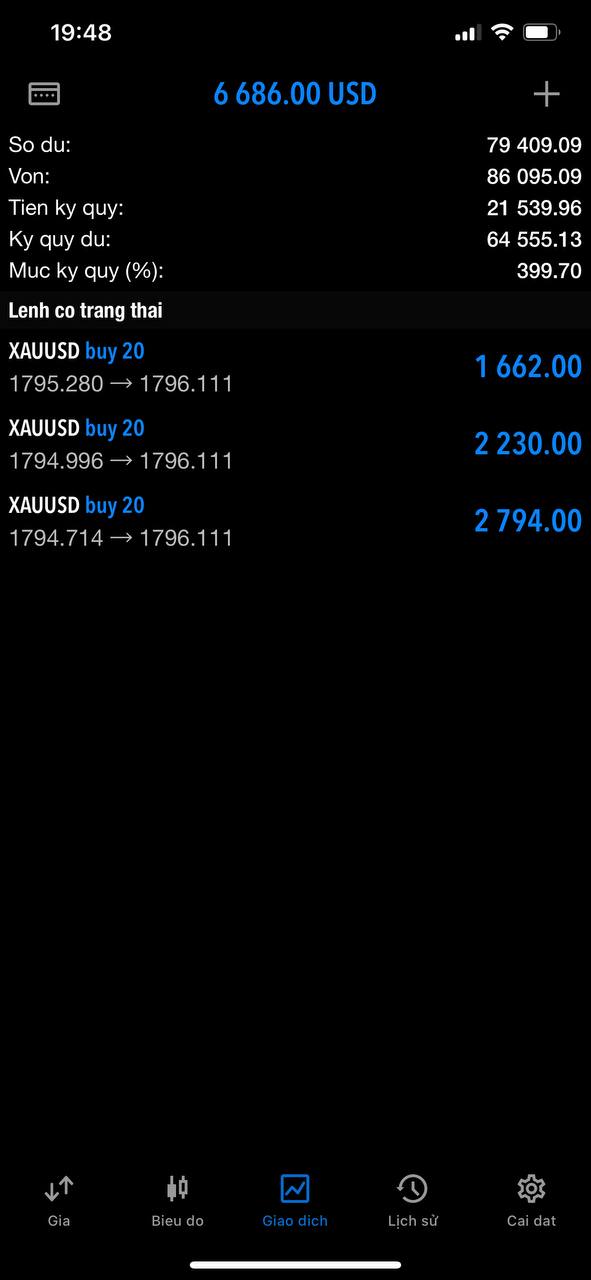 19:48
6 686.00 USD
So du: 79 409.09
Von: 86 095.09
Tien ky quy: 21 539.96
Ky quy du: 64 555.13
Muc ky quy (%): 399.70
Lenh co trang thai
XAUUSD buy 20
1795.280 → 1796.111 1 662.00
XAUUSD buy 20
1794.996 → 1796.111 2 230.00
XAUUSD buy 20
1794.714 → 1796.111 2 794.00
Gia Bieu do Giao dich Lịch sử Cai dat